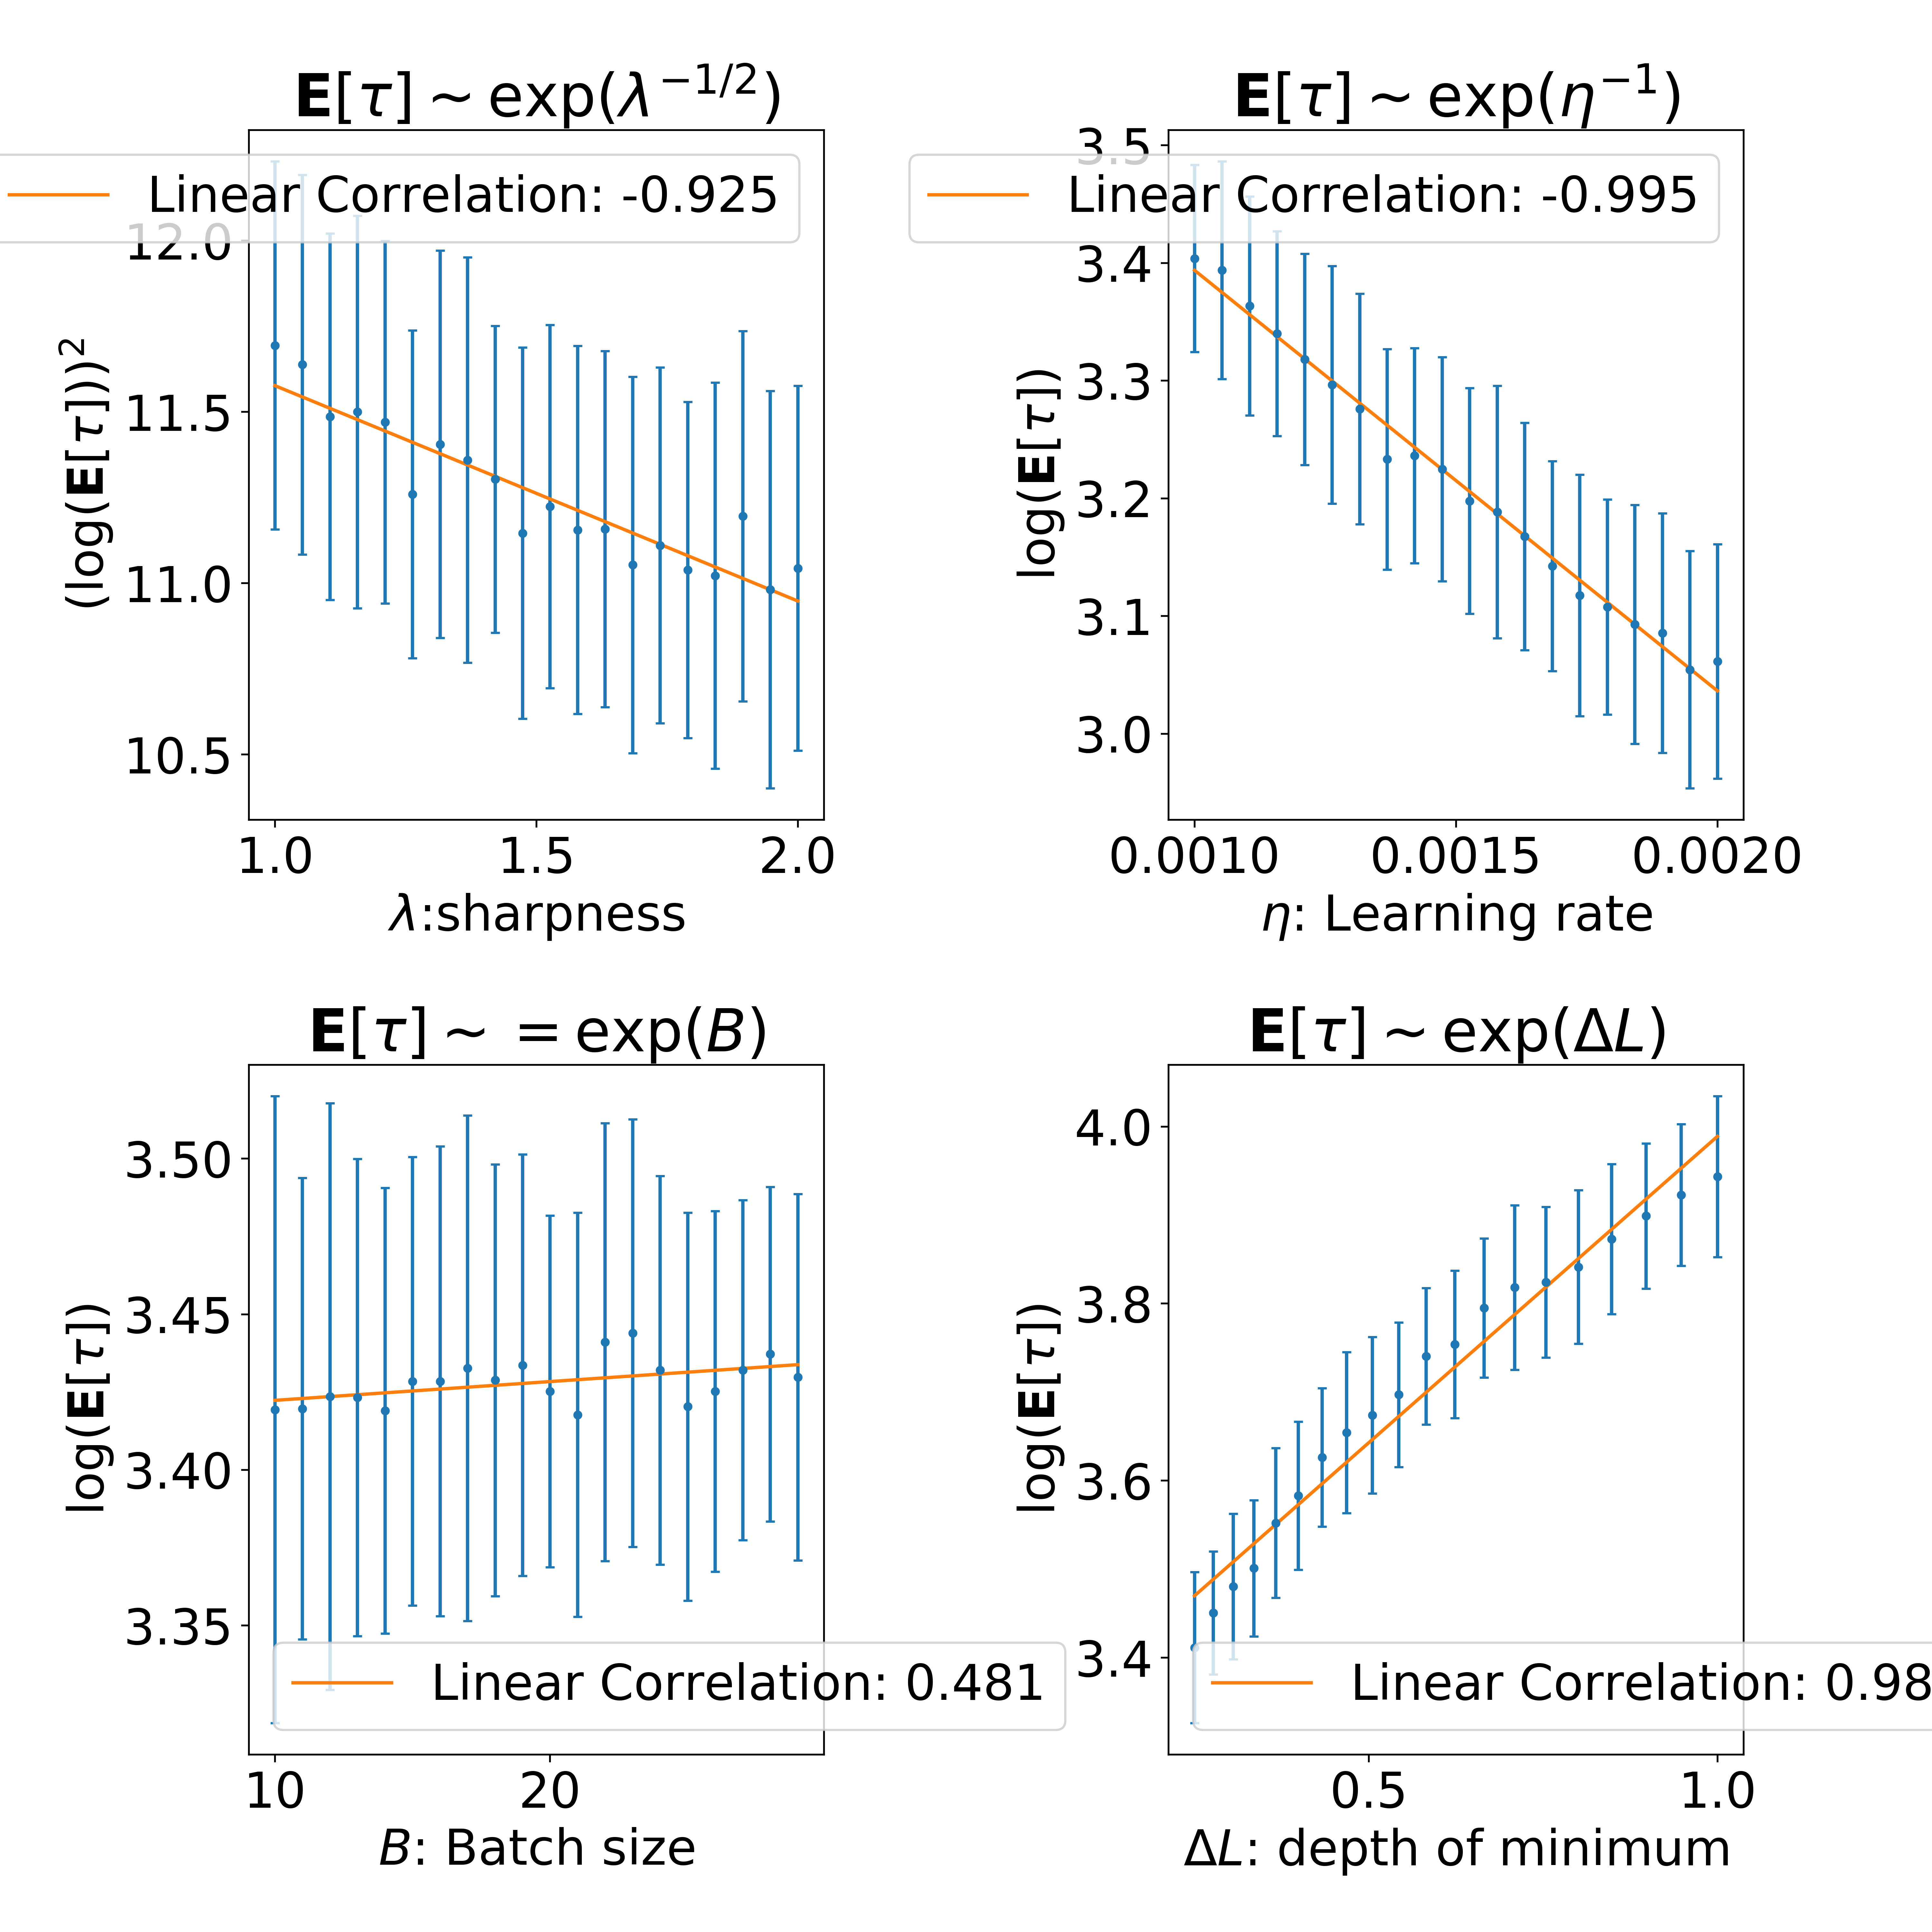 E[τ] ~ exp(λ^{-1/2})
Linear Correlation: -0.925
12.0
11.5
11.0
10.5
(log(E[τ]))²
1.0 1.5 2.0
λ:sharpness
E[τ] ~ exp(η^{-1})
Linear Correlation: -0.995
3.5
3.4
3.3
3.2
3.1
3.0
log(E[τ])
0.0010 0.0015 0.0020
η: Learning rate
E[τ] ~ = exp(B)
3.50
3.45
3.40
3.35
log(E[τ])
Linear Correlation: 0.481
10 20
B: Batch size
E[τ] ~ exp(ΔL)
4.0
3.8
3.6
3.4
log(E[τ])
Linear Correlation: 0.98
0.5 1.0
ΔL: depth of minimum